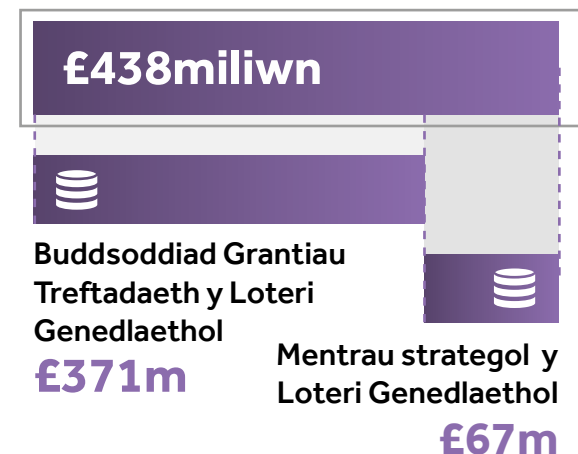 £438miliwn
Buddsoddiad Grantiau
Treftadaeth y Loteri
Genedlaethol
£371m
Mentrau strategol y
Loteri Genedlaethol
£67m